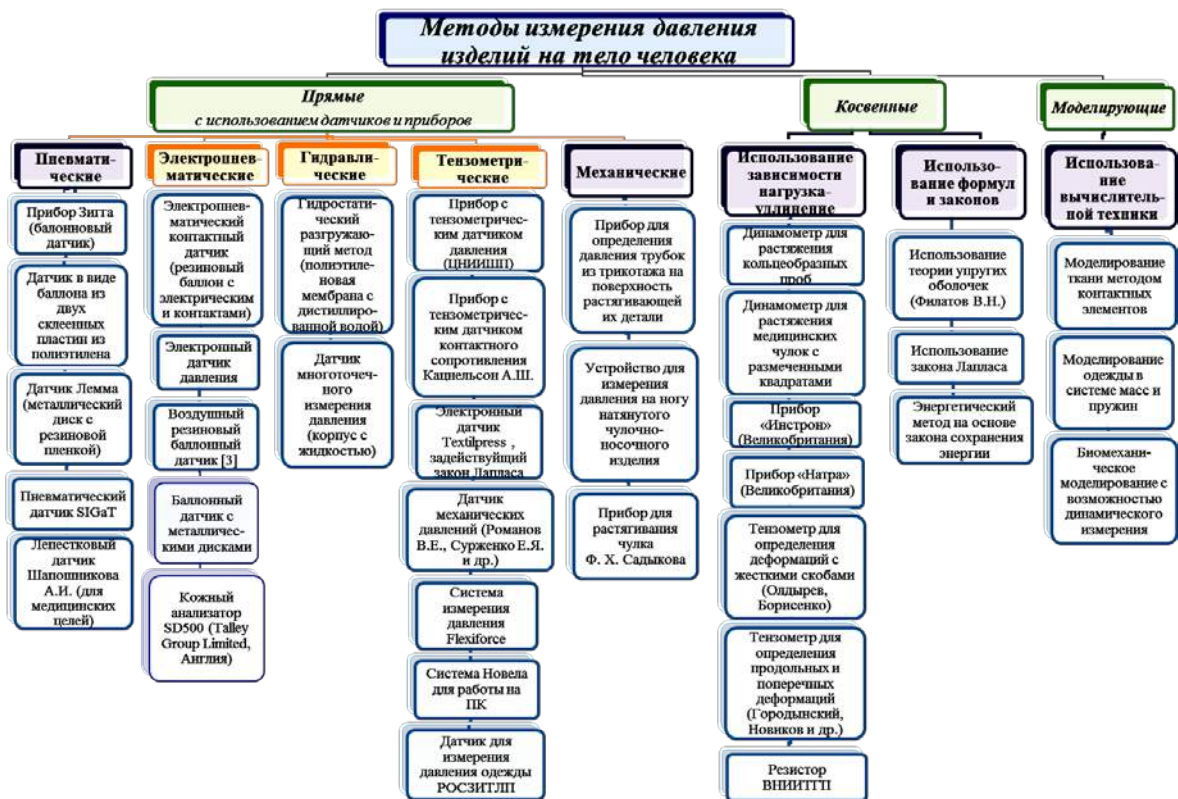 Методы измерения давления
изделий на тело человека
Прямые
с использованием датчиков и приборов
Косвенные
Моделирующие
Пневмати-
ческие
Прибор Зигга
(балонновый
датчик)
Датчик в виде
баллона из
двух
склеенных
пластин из
полиэтилена
Датчик Лемма
(металлический
диск с
резиновой
пленкой)
Пневматический
датчик SIGaT
Лепестковый
датчик
Шапошникова
А.И. (для
медицинских
целей)
Электропнев-
матические
Электропнев-
матический
контактный
датчик
(резиновый
баллон с
электрическим
и контактами)
Электронный
датчик
давления
Воздушный
резиновый
баллонный
датчик [3]
Баллонный
датчик с
металличес-
кими дисками
Кожный
анализатор
SD500 (Talley
Group Limited,
Англия)
Гидравли-
ческие
Гидростати-
ческий
разгружаю-
щий метод
(полиэтиле-
новая
мембрана с
дистиллиро-
ванной водой)
Датчик
многоточеч-
ного
измерения
давления
(корпус с
жидкостью)
Тензометри-
ческие
Прибор с
тензометричес-
ким датчиком
давления
(ЦНИИШП)
Прибор с
тензометричес-
ким датчиком
контактного
сопротивления
Кацнельсон А.Ш.
Электронный
датчик
Textilpress ,
задействуйщий
закон Лапласа
Датчик
механических
давлений (Романов
В.Е., Сурженко Е.Я.
и др.)
Система
измерения
давления
Flexiforce
Система Новела
для работы на
ПК
Датчик для
измерения
давления одежды
РОСЗИТЛП
Механические
Прибор для
определения
давления трубок
из трикотажа на
поверхность
растягивающей
их детали
Устройство для
измерения
давления на ногу
натянутого
чулочно-
носочного
изделия
Прибор для
растягивания
чулка
Ф. Х. Садыкова
Использование
зависимости
нагрузка-
удлинение
Динамометр для
растяжения
кольцеобразных
проб
Динамометр для
растяжения
медицинских
чулок с
размеченными
квадратами
Прибор
«Инстрон»
(Великобритания)
Прибор «Натра»
(Великобритания)
Тензометр для
определения
деформаций с
жесткими скобами
(Олдырев,
Борисенко)
Тензометр для
определения
продольных и
поперечных
деформаций
(Городынский,
Новиков и др.)
Резистор
ВНИИТГП
Использо-
вание формул
и законов
Использование
теории упругих
оболочек
(Филатов В.Н.)
Использование
закона Лапласа
Энергетический
метод на основе
закона сохранения
энергии
Использова-
ние
вычислитель-
ной техники
Моделирование
ткани методом
контактных
элементов
Моделирование
одежды в
системе масс и
пружин
Биомехани-
ческое
моделирование с
возможностью
динамического
измерения